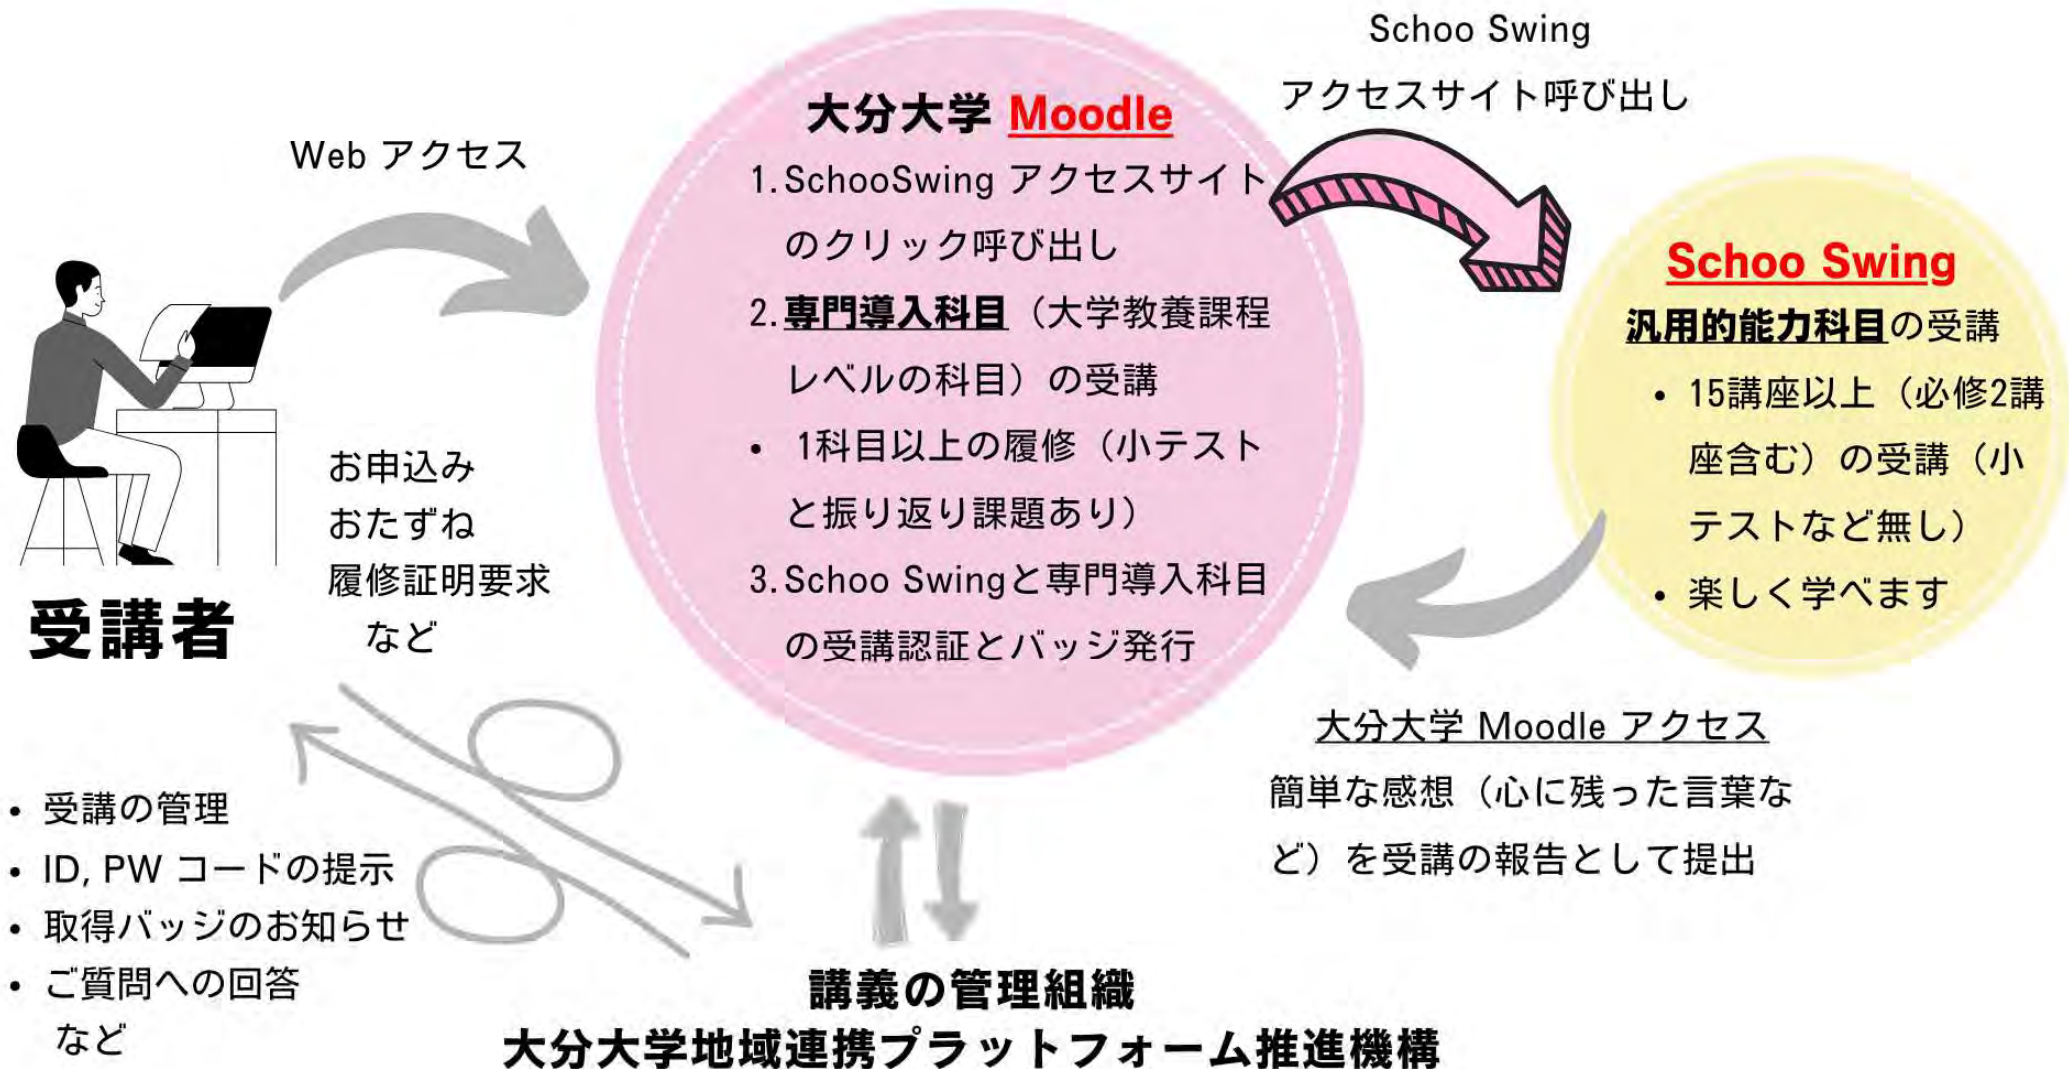 Schoo Swing
アクセスサイト呼び出し
Web アクセス
大分大学 Moodle
1. SchooSwing アクセスサイト
のクリック呼び出し
2. 専門導入科目（大学教養課程
レベルの科目）の受講
• 1科目以上の履修（小テスト
と振り返り課題あり）
3. Schoo Swingと専門導入科目
の受講認証とバッジ発行
Schoo Swing
汎用的能力科目の受講
• 15講座以上（必修2講
座含む）の受講（小
テストなど無し）
• 楽しく学べます
受講者
お申込み
おたずね
履修証明要求
など
大分大学 Moodle アクセス
簡単な感想（心に残った言葉な
ど）を受講の報告として提出
• 受講の管理
• ID, PW コードの提示
• 取得バッジのお知らせ
• ご質問への回答
など
講義の管理組織
大分大学地域連携プラットフォーム推進機構